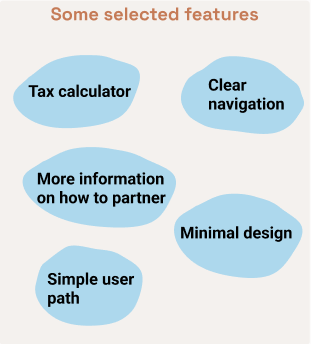 Some selected features
Tax calculator
Clear
navigation
More information
on how to partner
Minimal design
Simple user
path